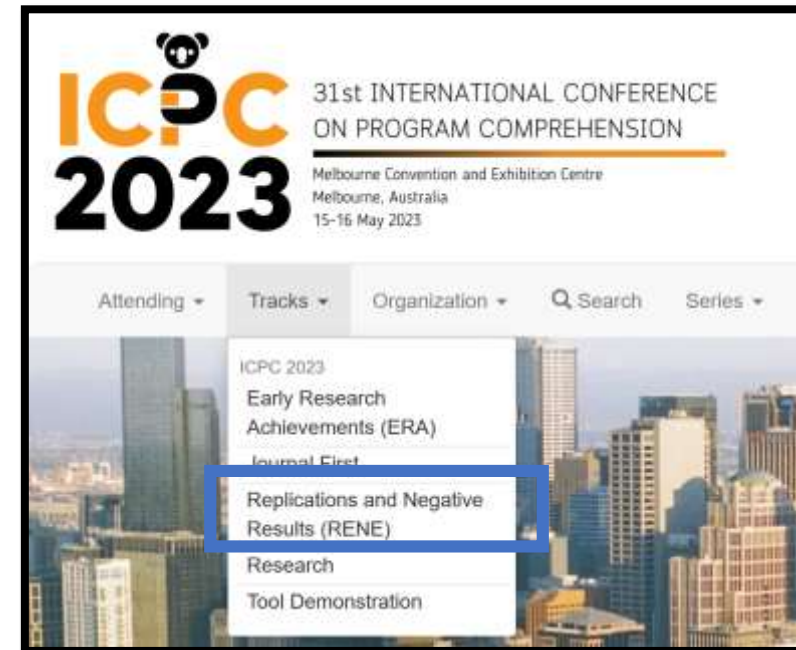 ICPC
2023
31st INTERNATIONAL CONFERENCE
ON PROGRAM COMPREHENSION
Melbourne Convention and Exhibition Centre
Melbourne, Australia
15-16 May 2023
Attending Tracks Organization Search Series
ICPC 2023
Early Research
Achievements (ERA)
Journal First
Replications and Negative
Results (RENE)
Research
Tool Demonstration